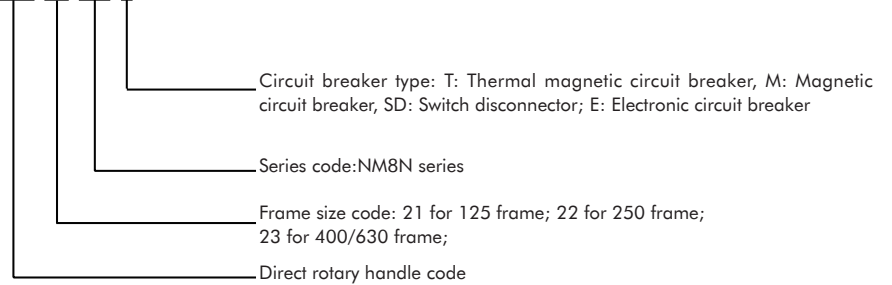 Circuit breaker type: T: Thermal magnetic circuit breaker, M: Magnetic
circuit breaker, SD: Switch disconnector; E: Electronic circuit breaker
Series code:NM8N series
Frame size code: 21 for 125 frame; 22 for 250 frame;
23 for 400/630 frame;
Direct rotary handle code